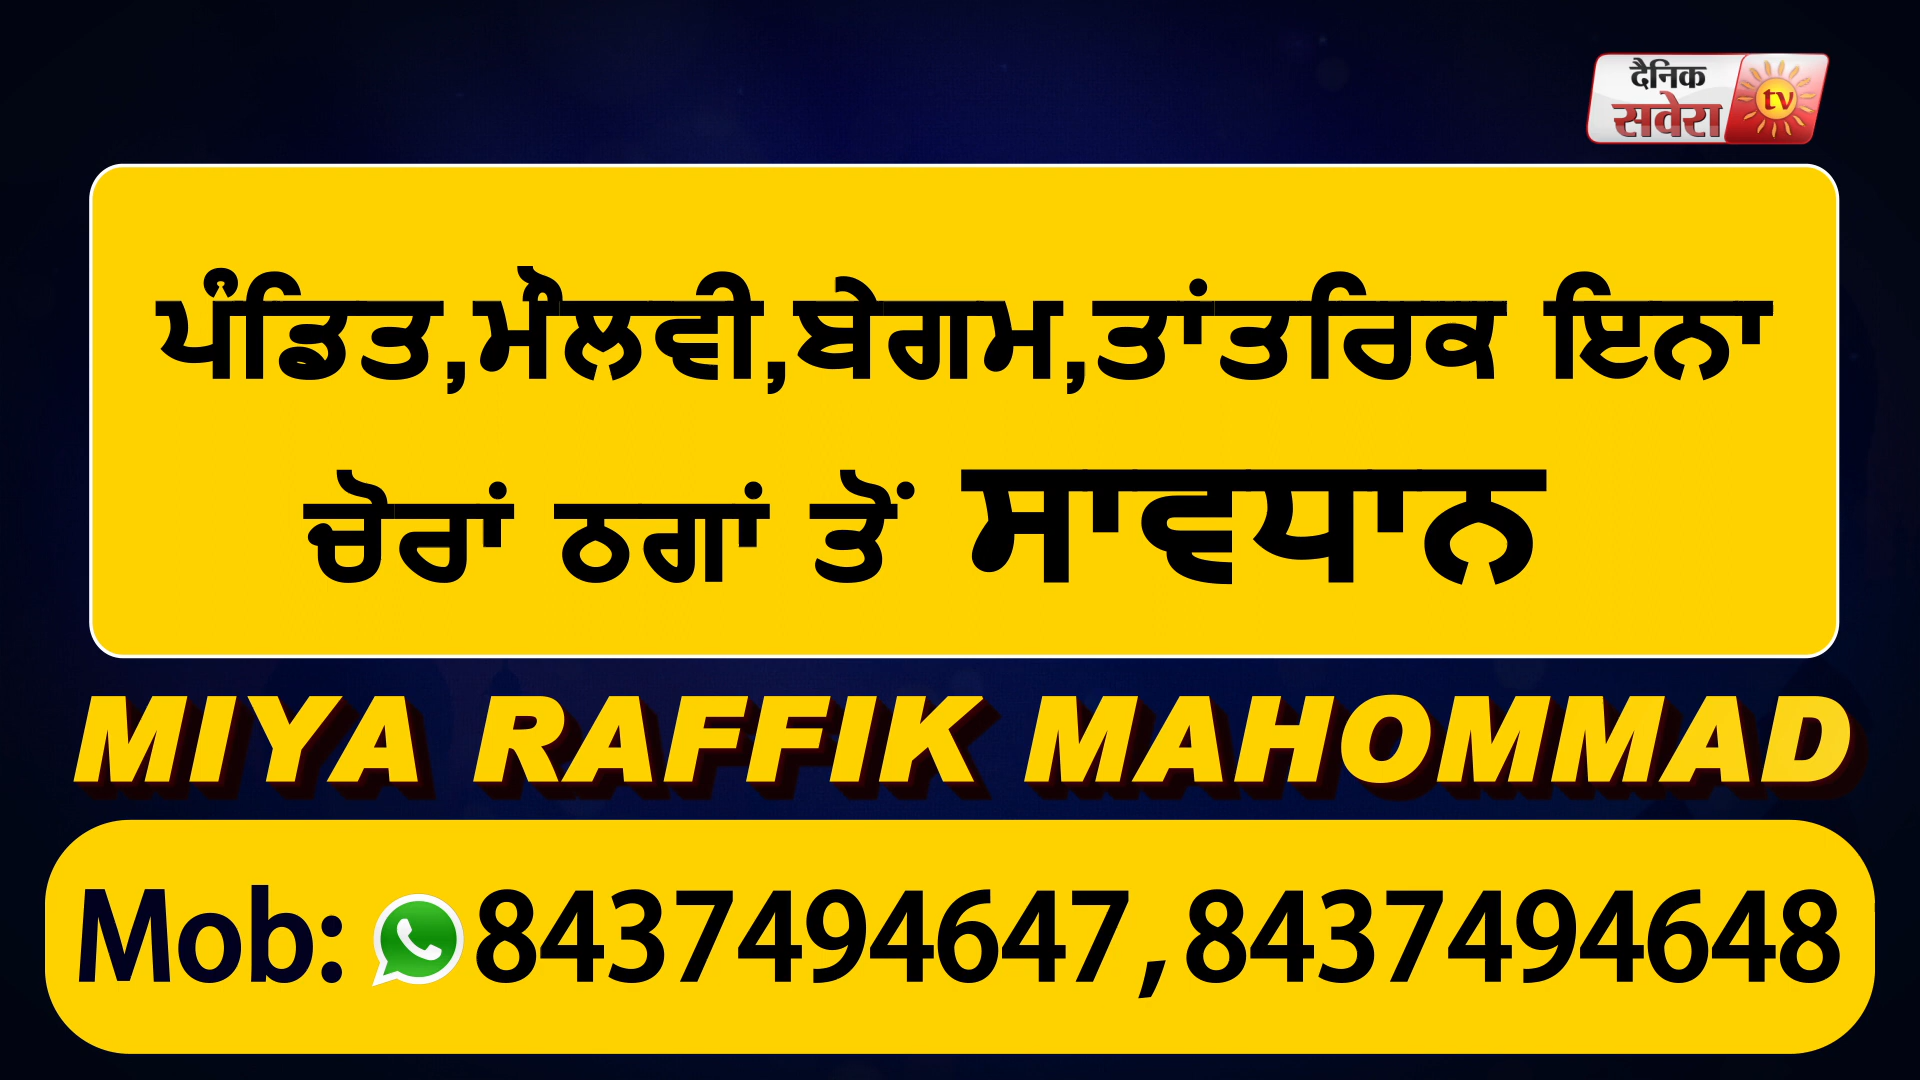 दैनिक
सवेरा tv
ਪੰਡਿਤ,ਮੌਲਵੀ,ਬੇਗਮ,ਤਾਂਤਰਿਕ ਇਨਾ
ਚੋਰਾਂ ਠਗਾਂ ਤੋਂ ਸਾਵਧਾਨ
MIYA RAFFIK MAHOMMAD
Mob: 8437494647,8437494648